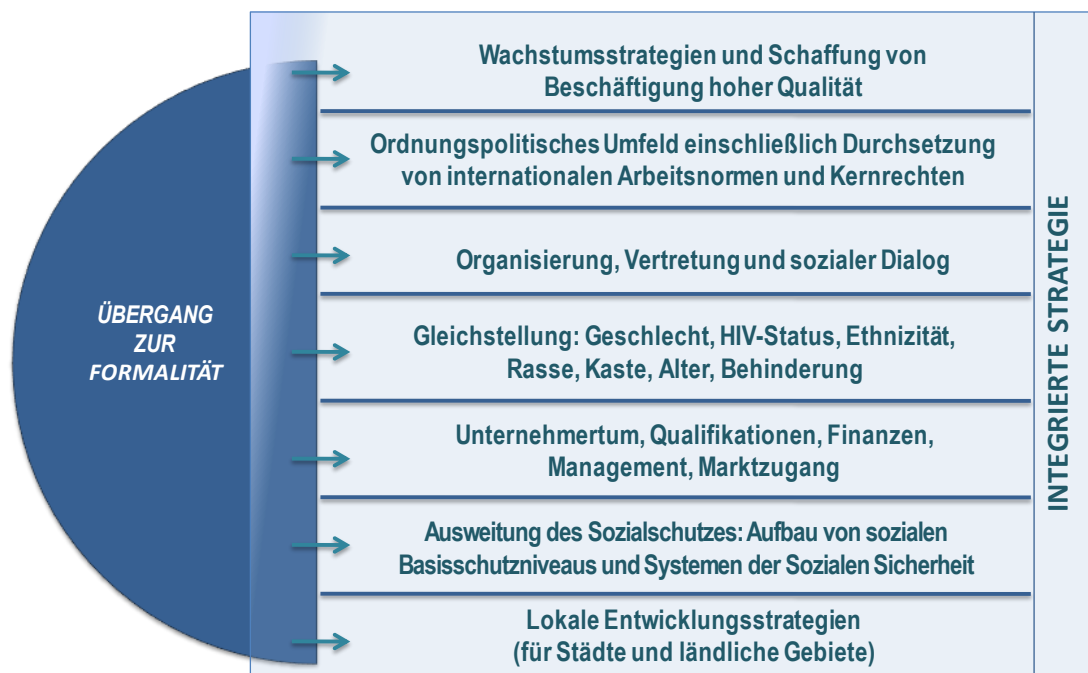 ÜBERGANG
ZUR
FORMALITÄT
Wachstumsstrategien und Schaffung von
Beschäftigung hoher Qualität
Ordnungspolitisches Umfeld einschließlich Durchsetzung
von internationalen Arbeitsnormen und Kernrechten
Organisierung, Vertretung und sozialer Dialog
Gleichstellung: Geschlecht, HIV-Status, Ethnizität,
Rasse, Kaste, Alter, Behinderung
Unternehmertum, Qualifikationen, Finanzen,
Management, Marktzugang
Ausweitung des Sozialschutzes: Aufbau von sozialen
Basisschutzniveaus und Systemen der Sozialen Sicherheit
Lokale Entwicklungsstrategien
(für Städte und ländliche Gebiete)
INTEGRIERTE STRATEGIE